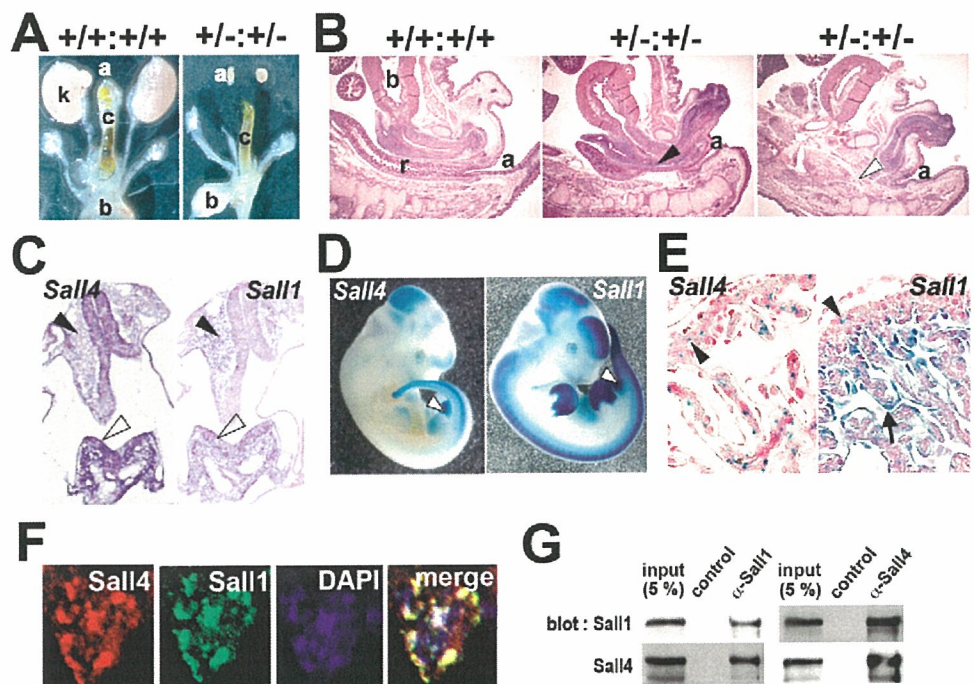 A
+/+:+/+
+/-:+/-
a
k
c
b
a
c
b
B
+/+:+/+
+/-:+/-
+/-:+/-
b
r
a
a
a
C
Sall4
Sall1
D
Sall4
Sall1
E
Sall4
Sall1
F
Sall4
Sall1
DAPI
merge
G
input (5 %)
control
α-Sall1
input (5 %)
control
α-Sall4
blot : Sall1
Sall4